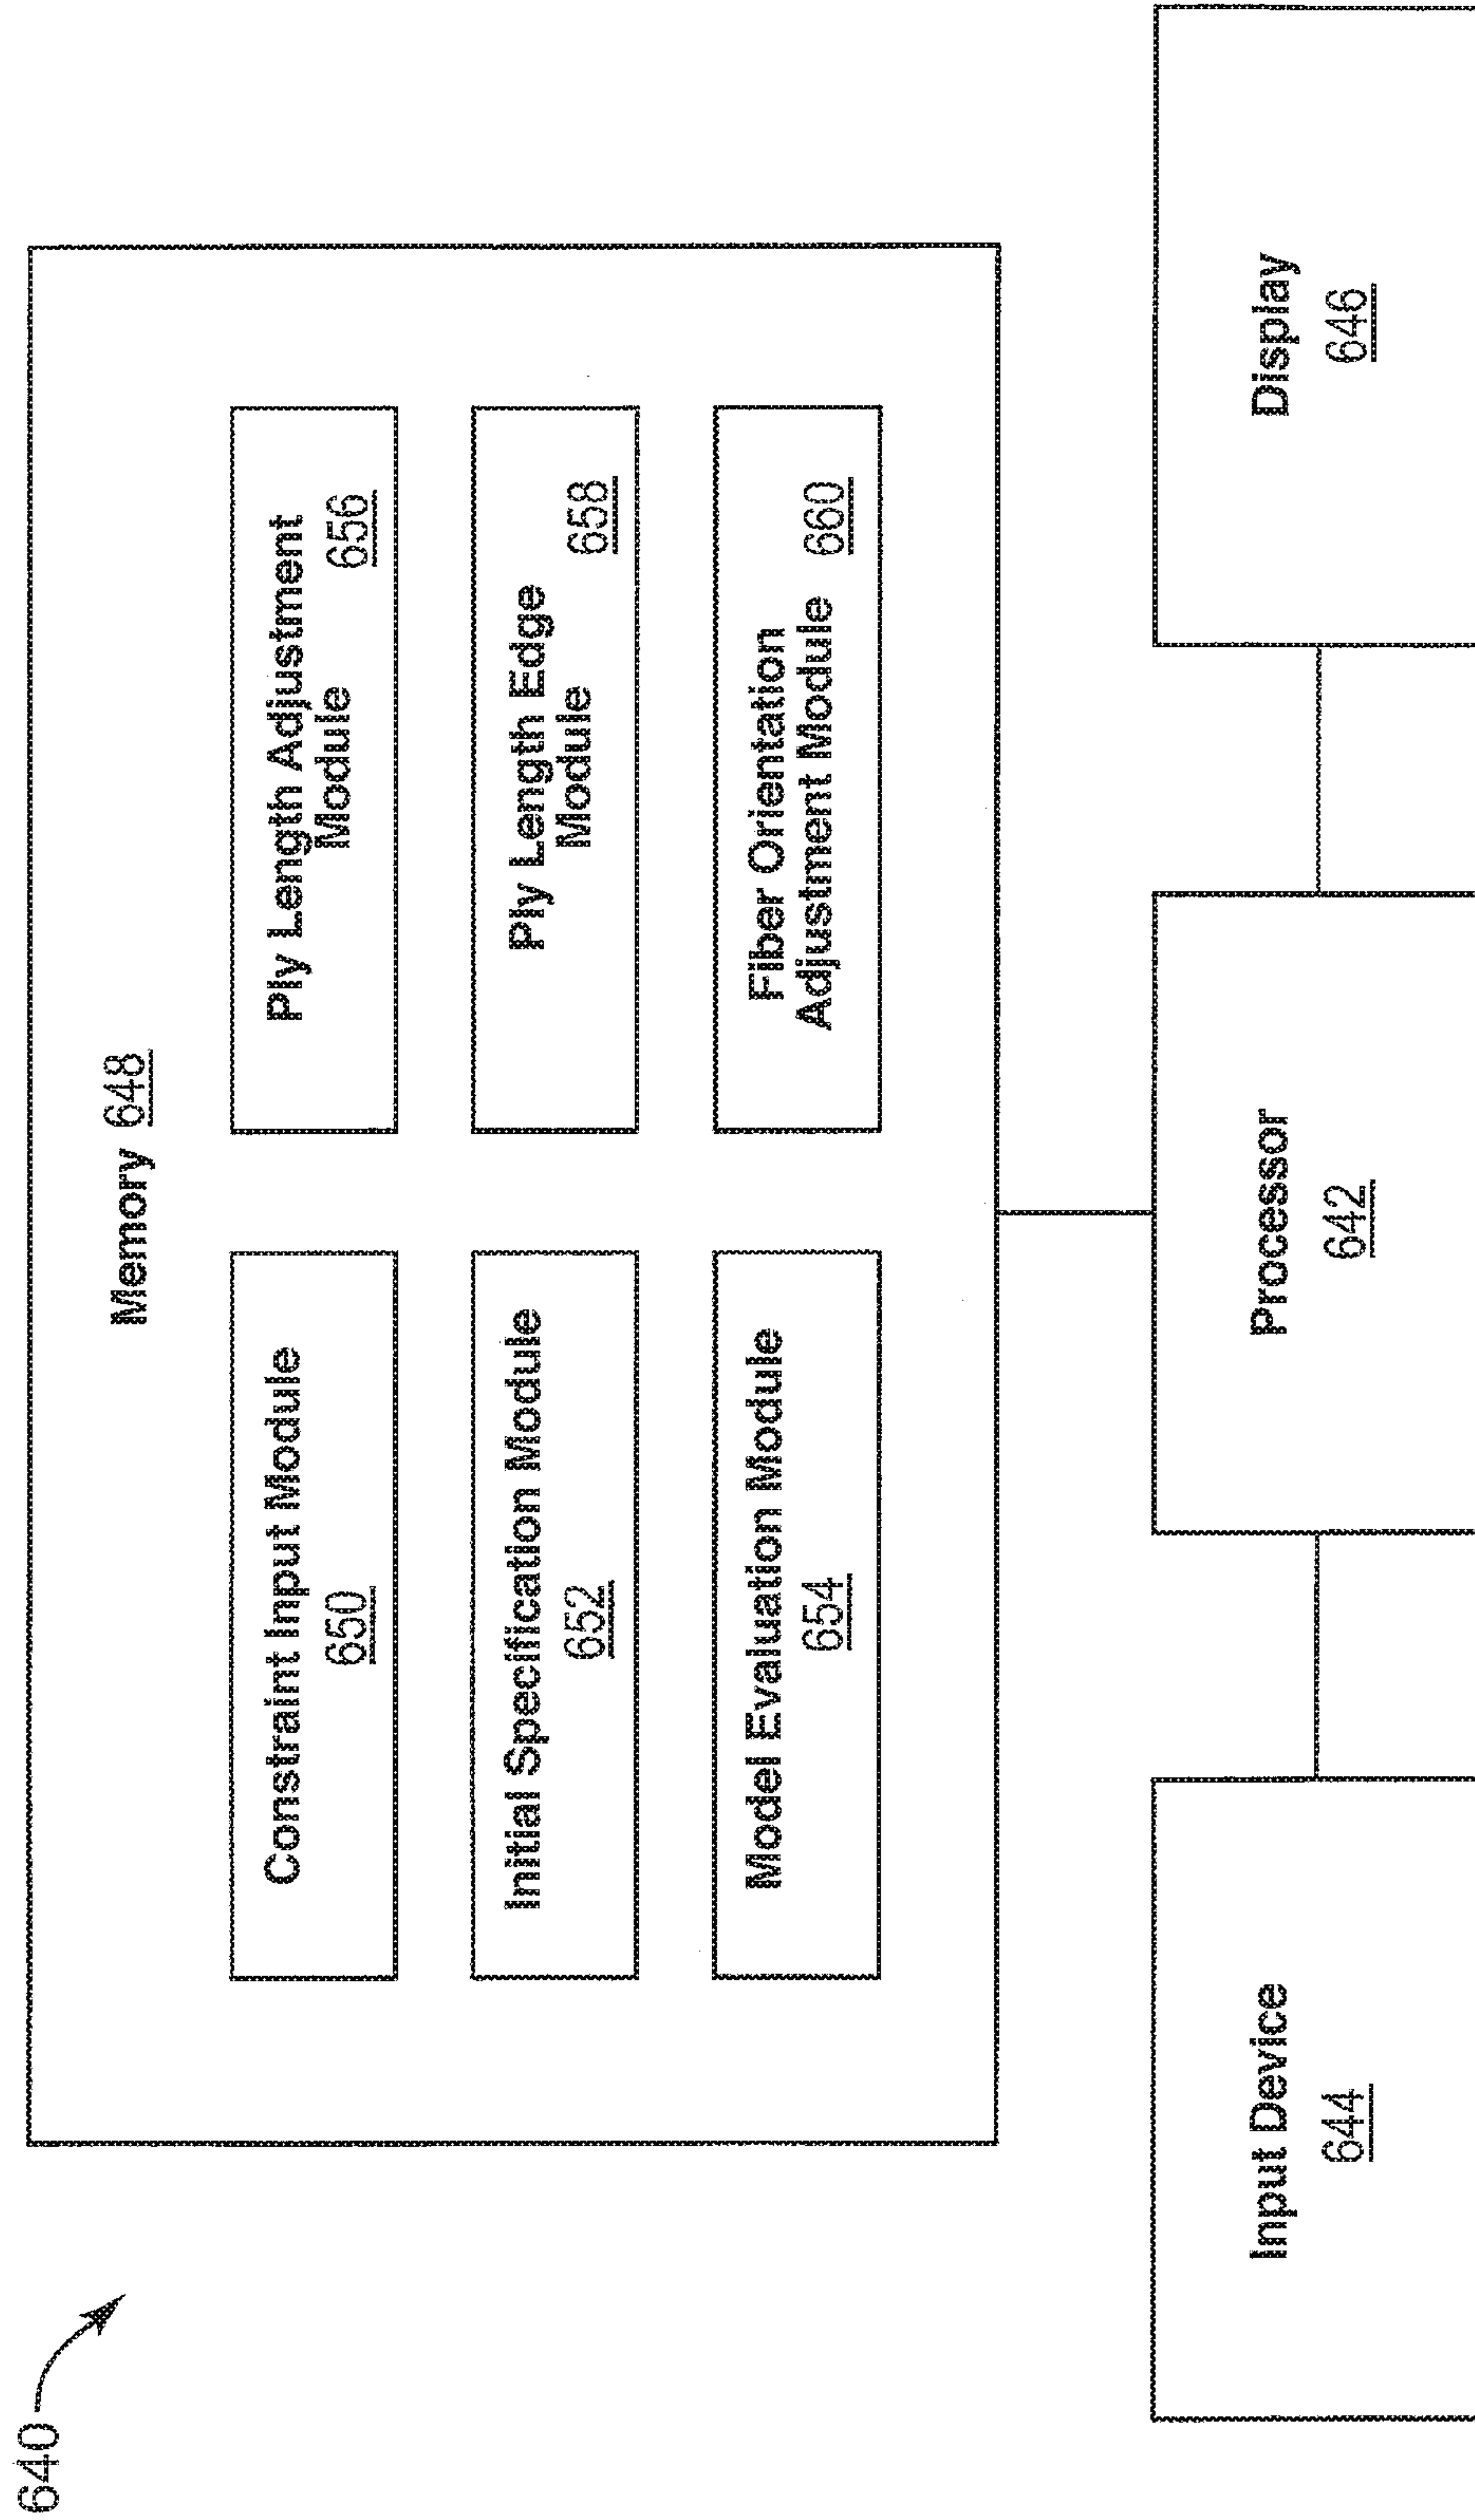 640
Memory 648
Constraint Input Module
650
Initial Specification Module
652
Model Evaluation Module
654
Ply Length Adjustment
Module 656
Ply Length Edge
Module 658
Fiber Orientation
Adjustment Module 660
Input Device
644
Processor
642
Display
646